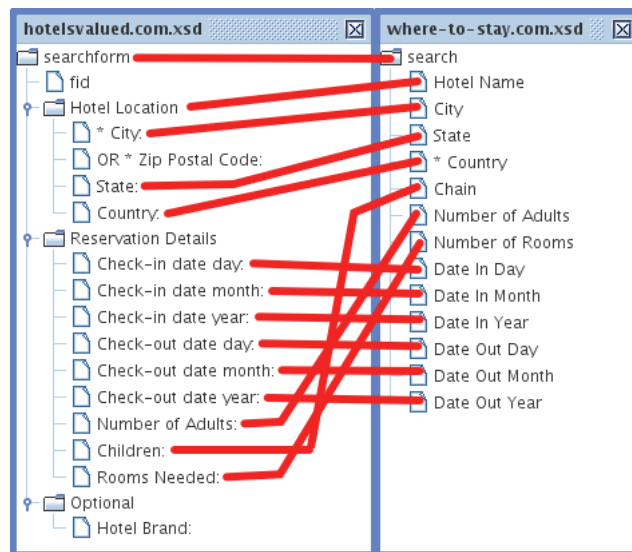 hotelsvalued.com.xsd
searchform
fid
Hotel Location
* City:
OR * Zip Postal Code:
State:
Country:
Reservation Details
Check-in date day:
Check-in date month:
Check-in date year:
Check-out date day:
Check-out date month:
Check-out date year:
Number of Adults:
Children:
Rooms Needed:
Optional
Hotel Brand:
where-to-stay.com.xsd
search
Hotel Name
City
State
* Country
Chain
Number of Adults
Number of Rooms
Date In Day
Date In Month
Date In Year
Date Out Day
Date Out Month
Date Out Year